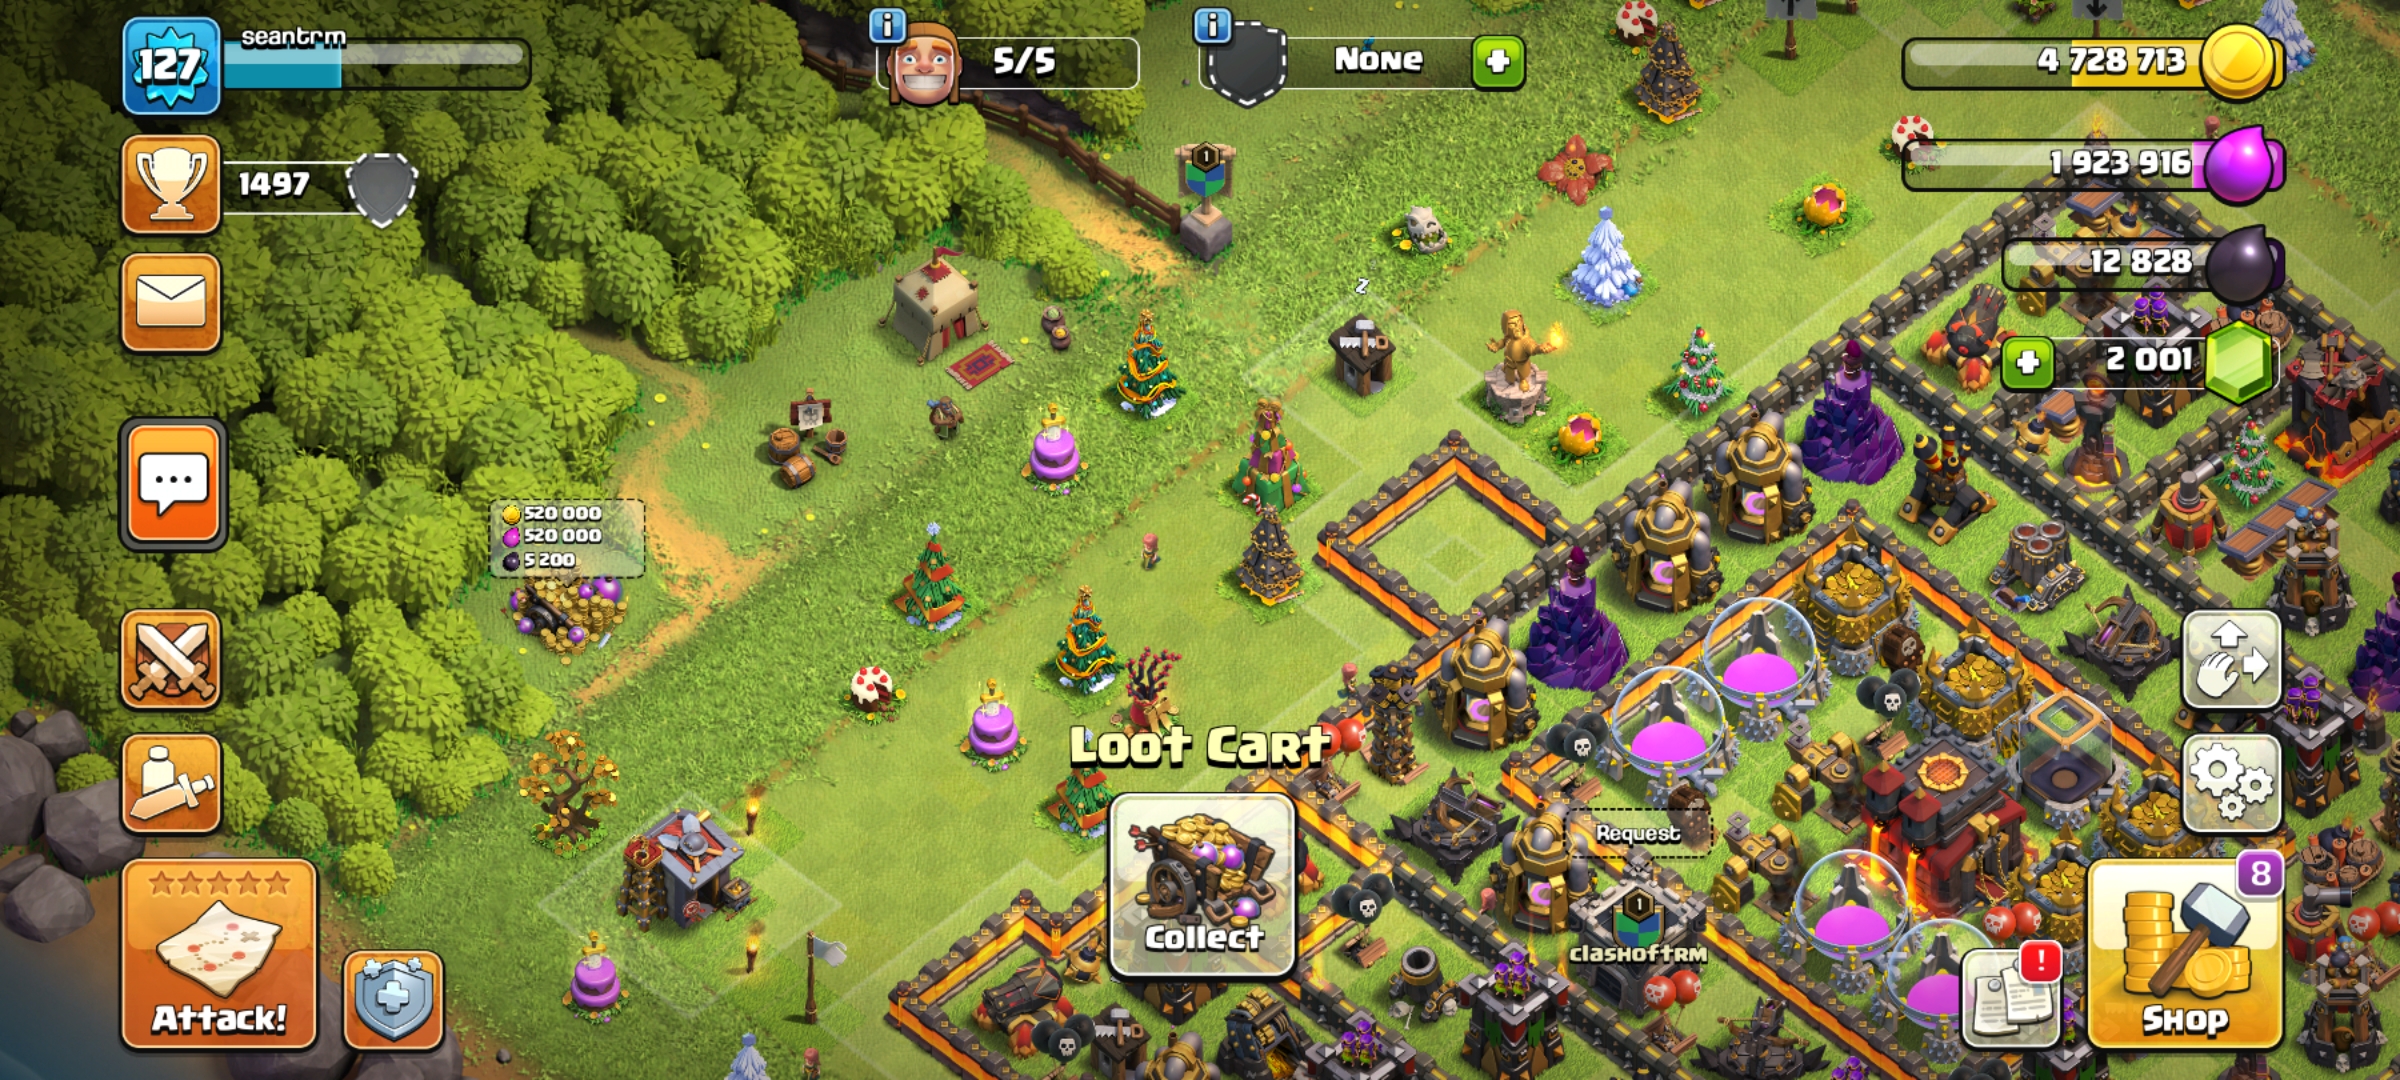 127
seantrm
5/5
None
4 728 713
1497
1 923 916
12 828
2 001
520 000
520 000
5 200
Loot Cart
Collect
Request
1
1
clashoftrm
Attack!
8
!
Shop
z